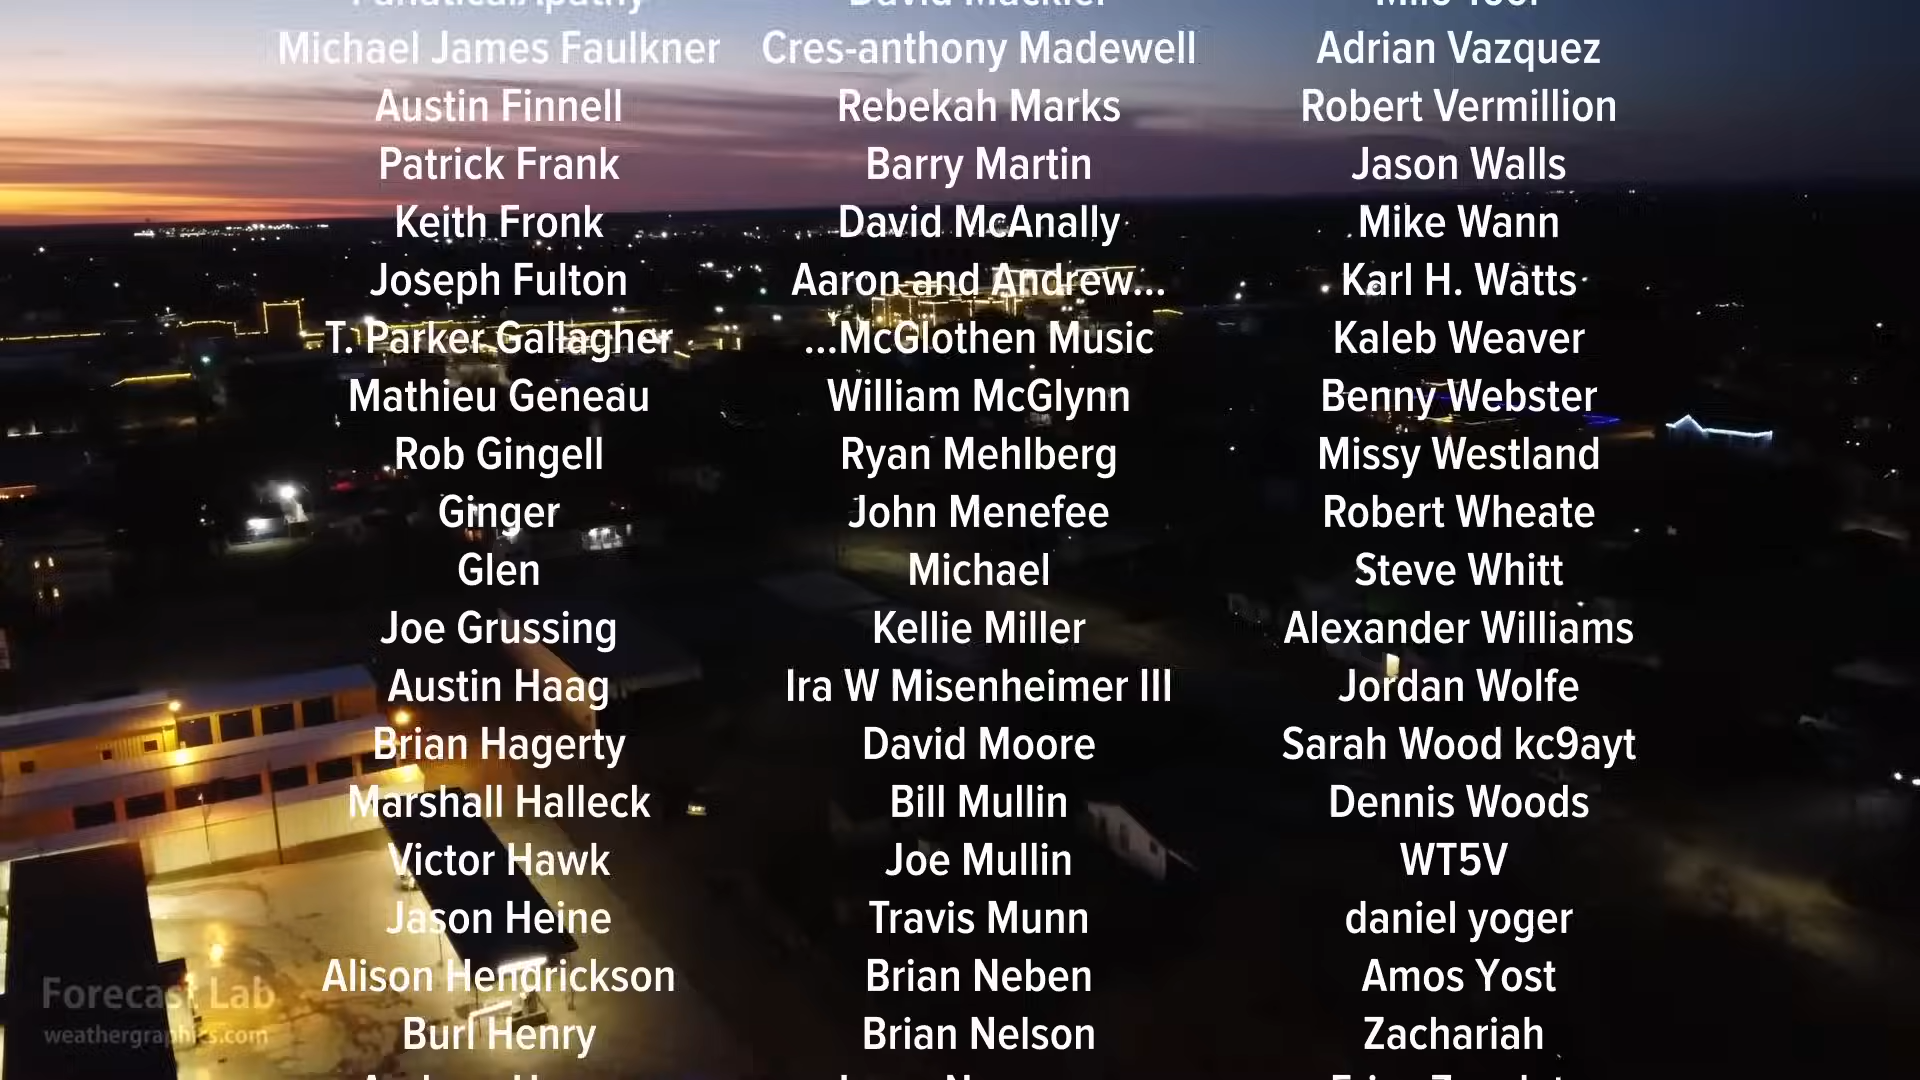 Michael James Faulkner
Austin Finnell
Patrick Frank
Keith Fronk
Joseph Fulton
T. Parker Gallagher
Mathieu Geneau
Rob Gingell
Ginger
Glen
Joe Grussing
Austin Haag
Brian Hagerty
Marshall Halleck
Victor Hawk
Jason Heine
Alison Hendrickson
Burl Henry
Cres-anthony Madewell
Rebekah Marks
Barry Martin
David McAnally
Aaron and Andrew...
...McGlothen Music
William McGlynn
Ryan Mehlberg
John Menefee
Michael
Kellie Miller
Ira W Misenheimer III
David Moore
Bill Mullin
Joe Mullin
Travis Munn
Brian Neben
Brian Nelson
Adrian Vazquez
Robert Vermillion
Jason Walls
Mike Wann
Karl H. Watts
Kaleb Weaver
Benny Webster
Missy Westland
Robert Wheate
Steve Whitt
Alexander Williams
Jordan Wolfe
Sarah Wood kc9ayt
Dennis Woods
WT5V
daniel yoger
Amos Yost
Zachariah
Forecast Lab
weathergraphics.com